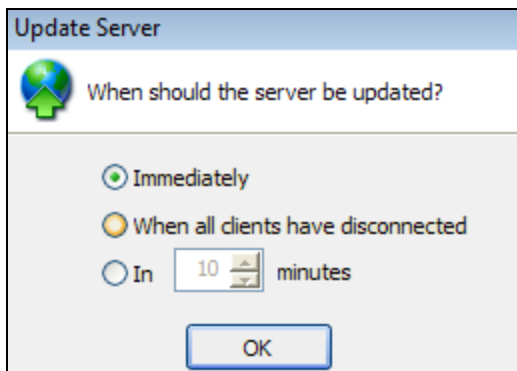 Update Server
When should the server be updated?
Immediately
When all clients have disconnected
In 10 minutes
OK